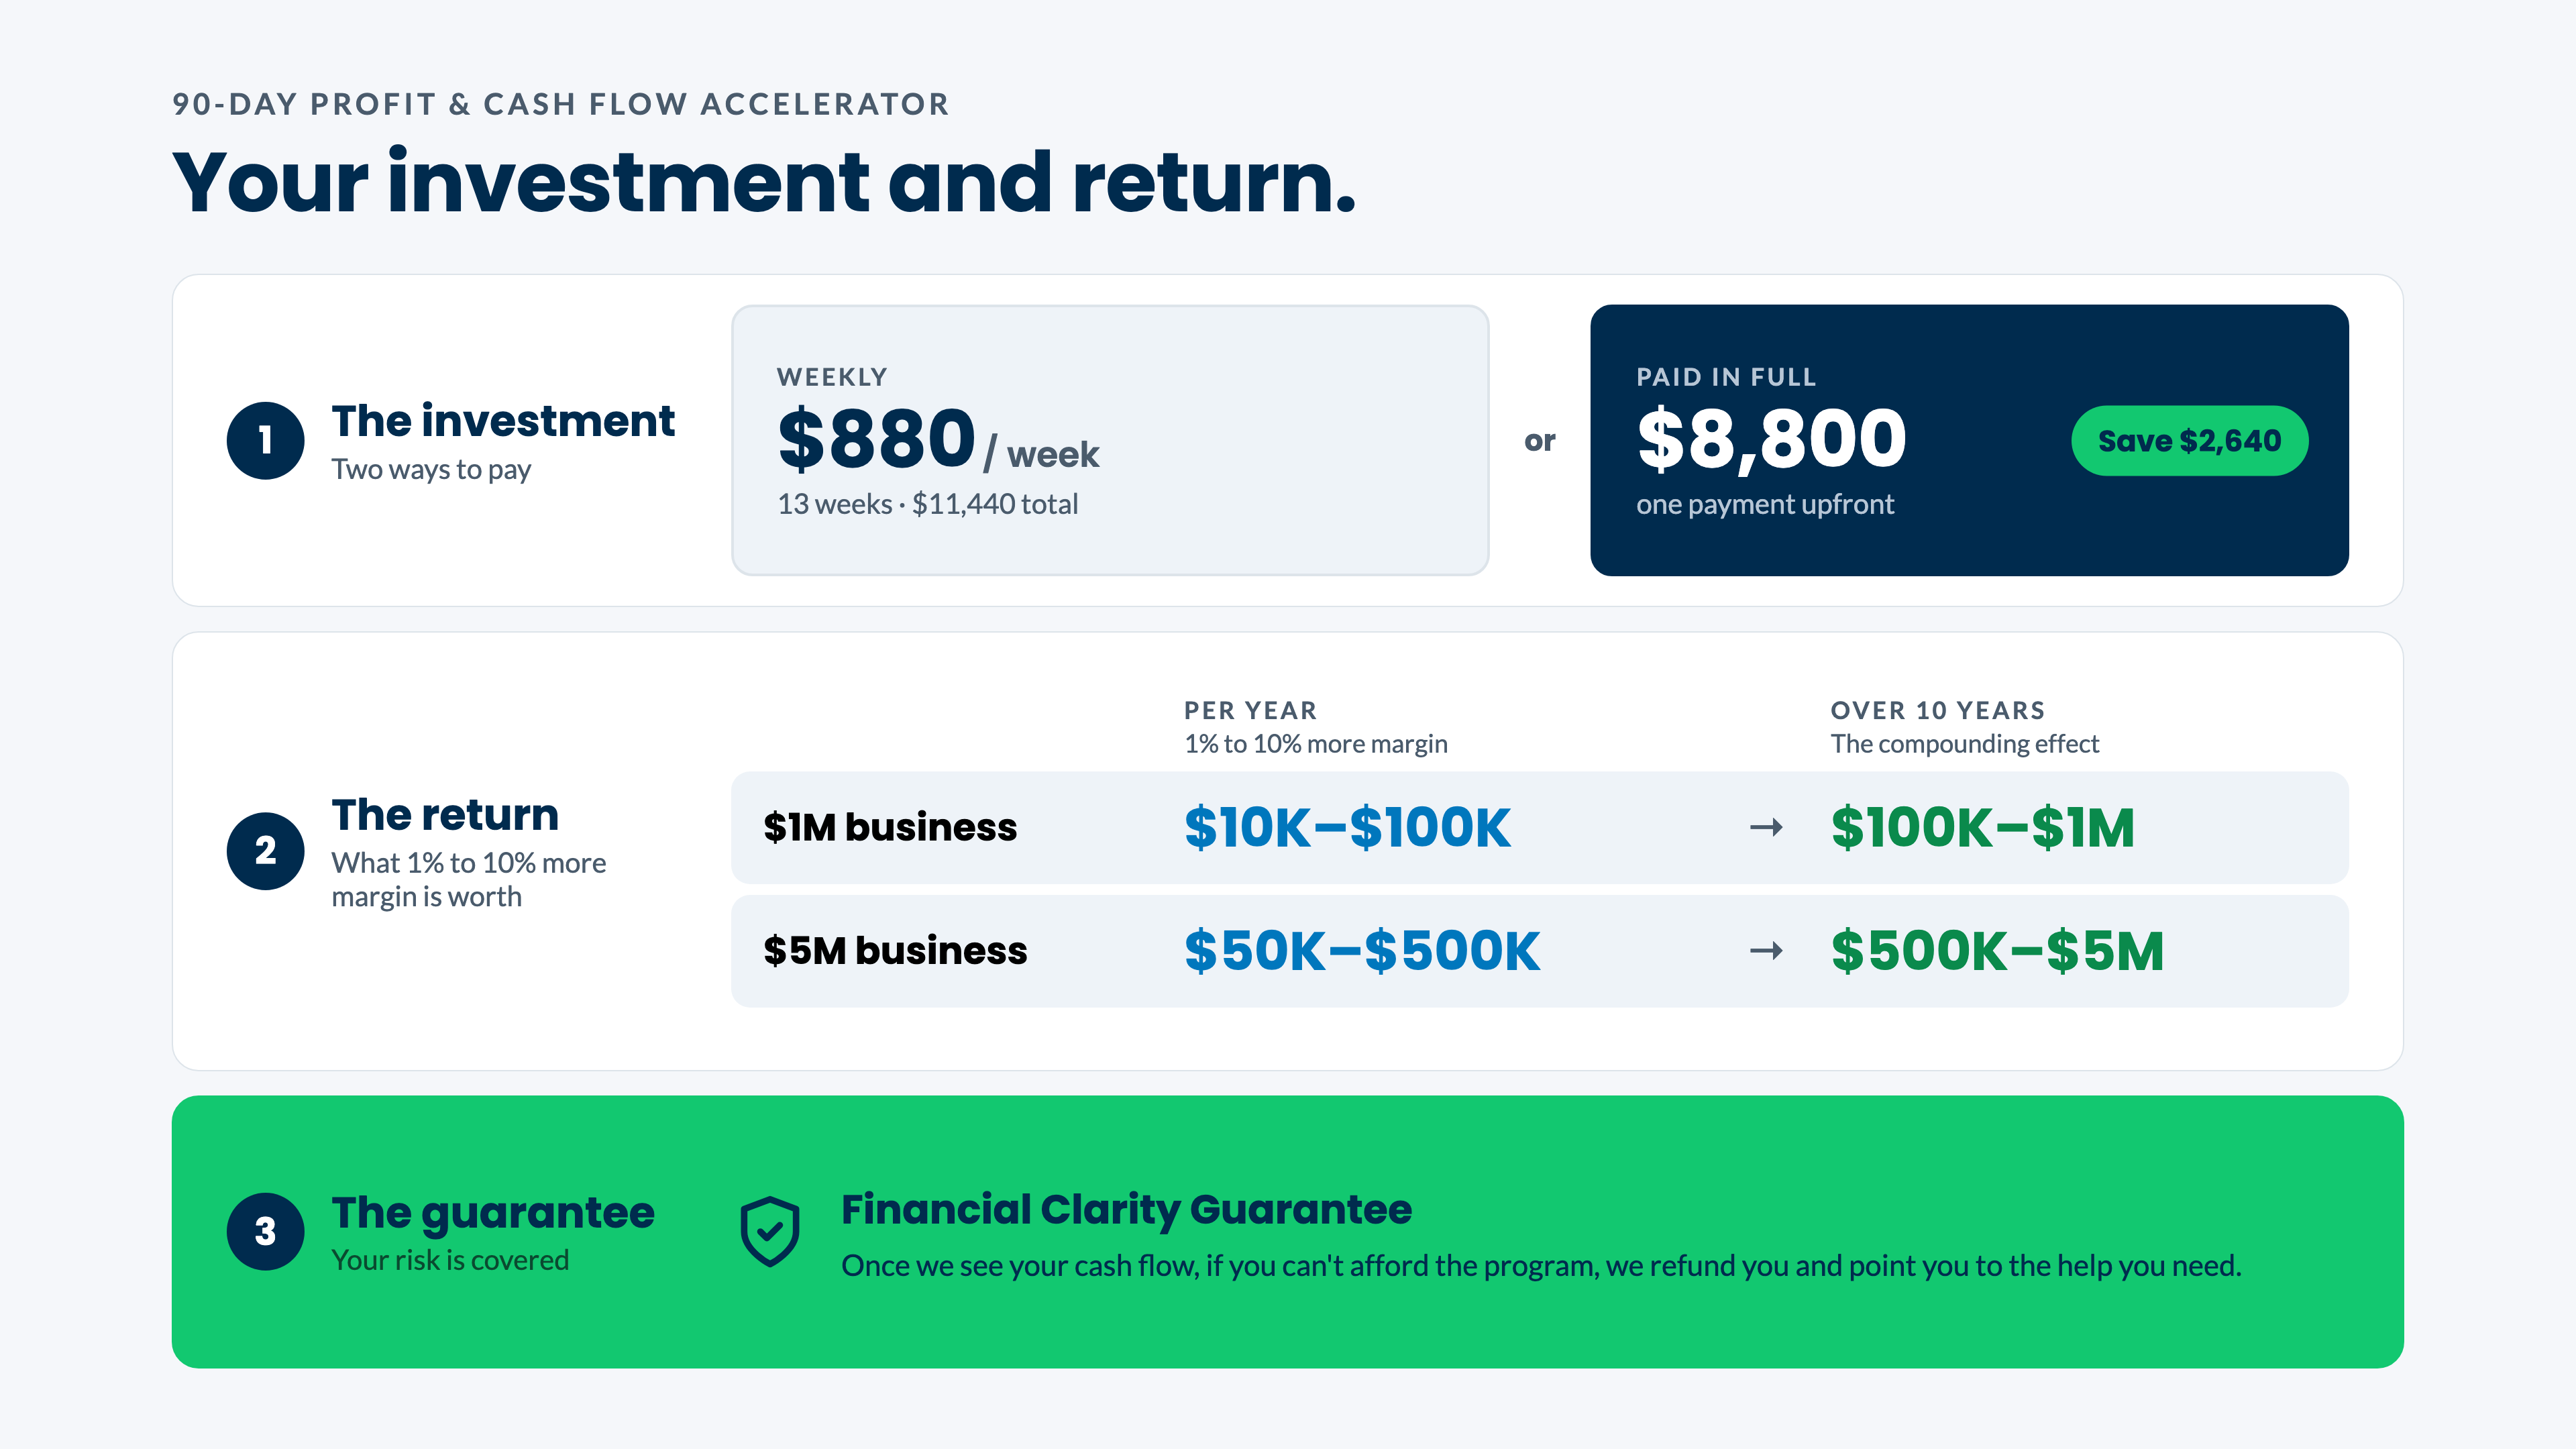 90-DAY PROFIT & CASH FLOW ACCELERATOR
Your investment and return.
1
The investment
Two ways to pay
WEEKLY
$880 / week
13 weeks · $11,440 total
or
PAID IN FULL
$8,800
one payment upfront
Save $2,640
2
The return
What 1% to 10% more
margin is worth
PER YEAR
1% to 10% more margin
OVER 10 YEARS
The compounding effect
$1M business
$10K–$100K
→
$100K–$1M
$5M business
$50K–$500K
→
$500K–$5M
3
The guarantee
Your risk is covered
Financial Clarity Guarantee
Once we see your cash flow, if you can't afford the program, we refund you and point you to the help you need.